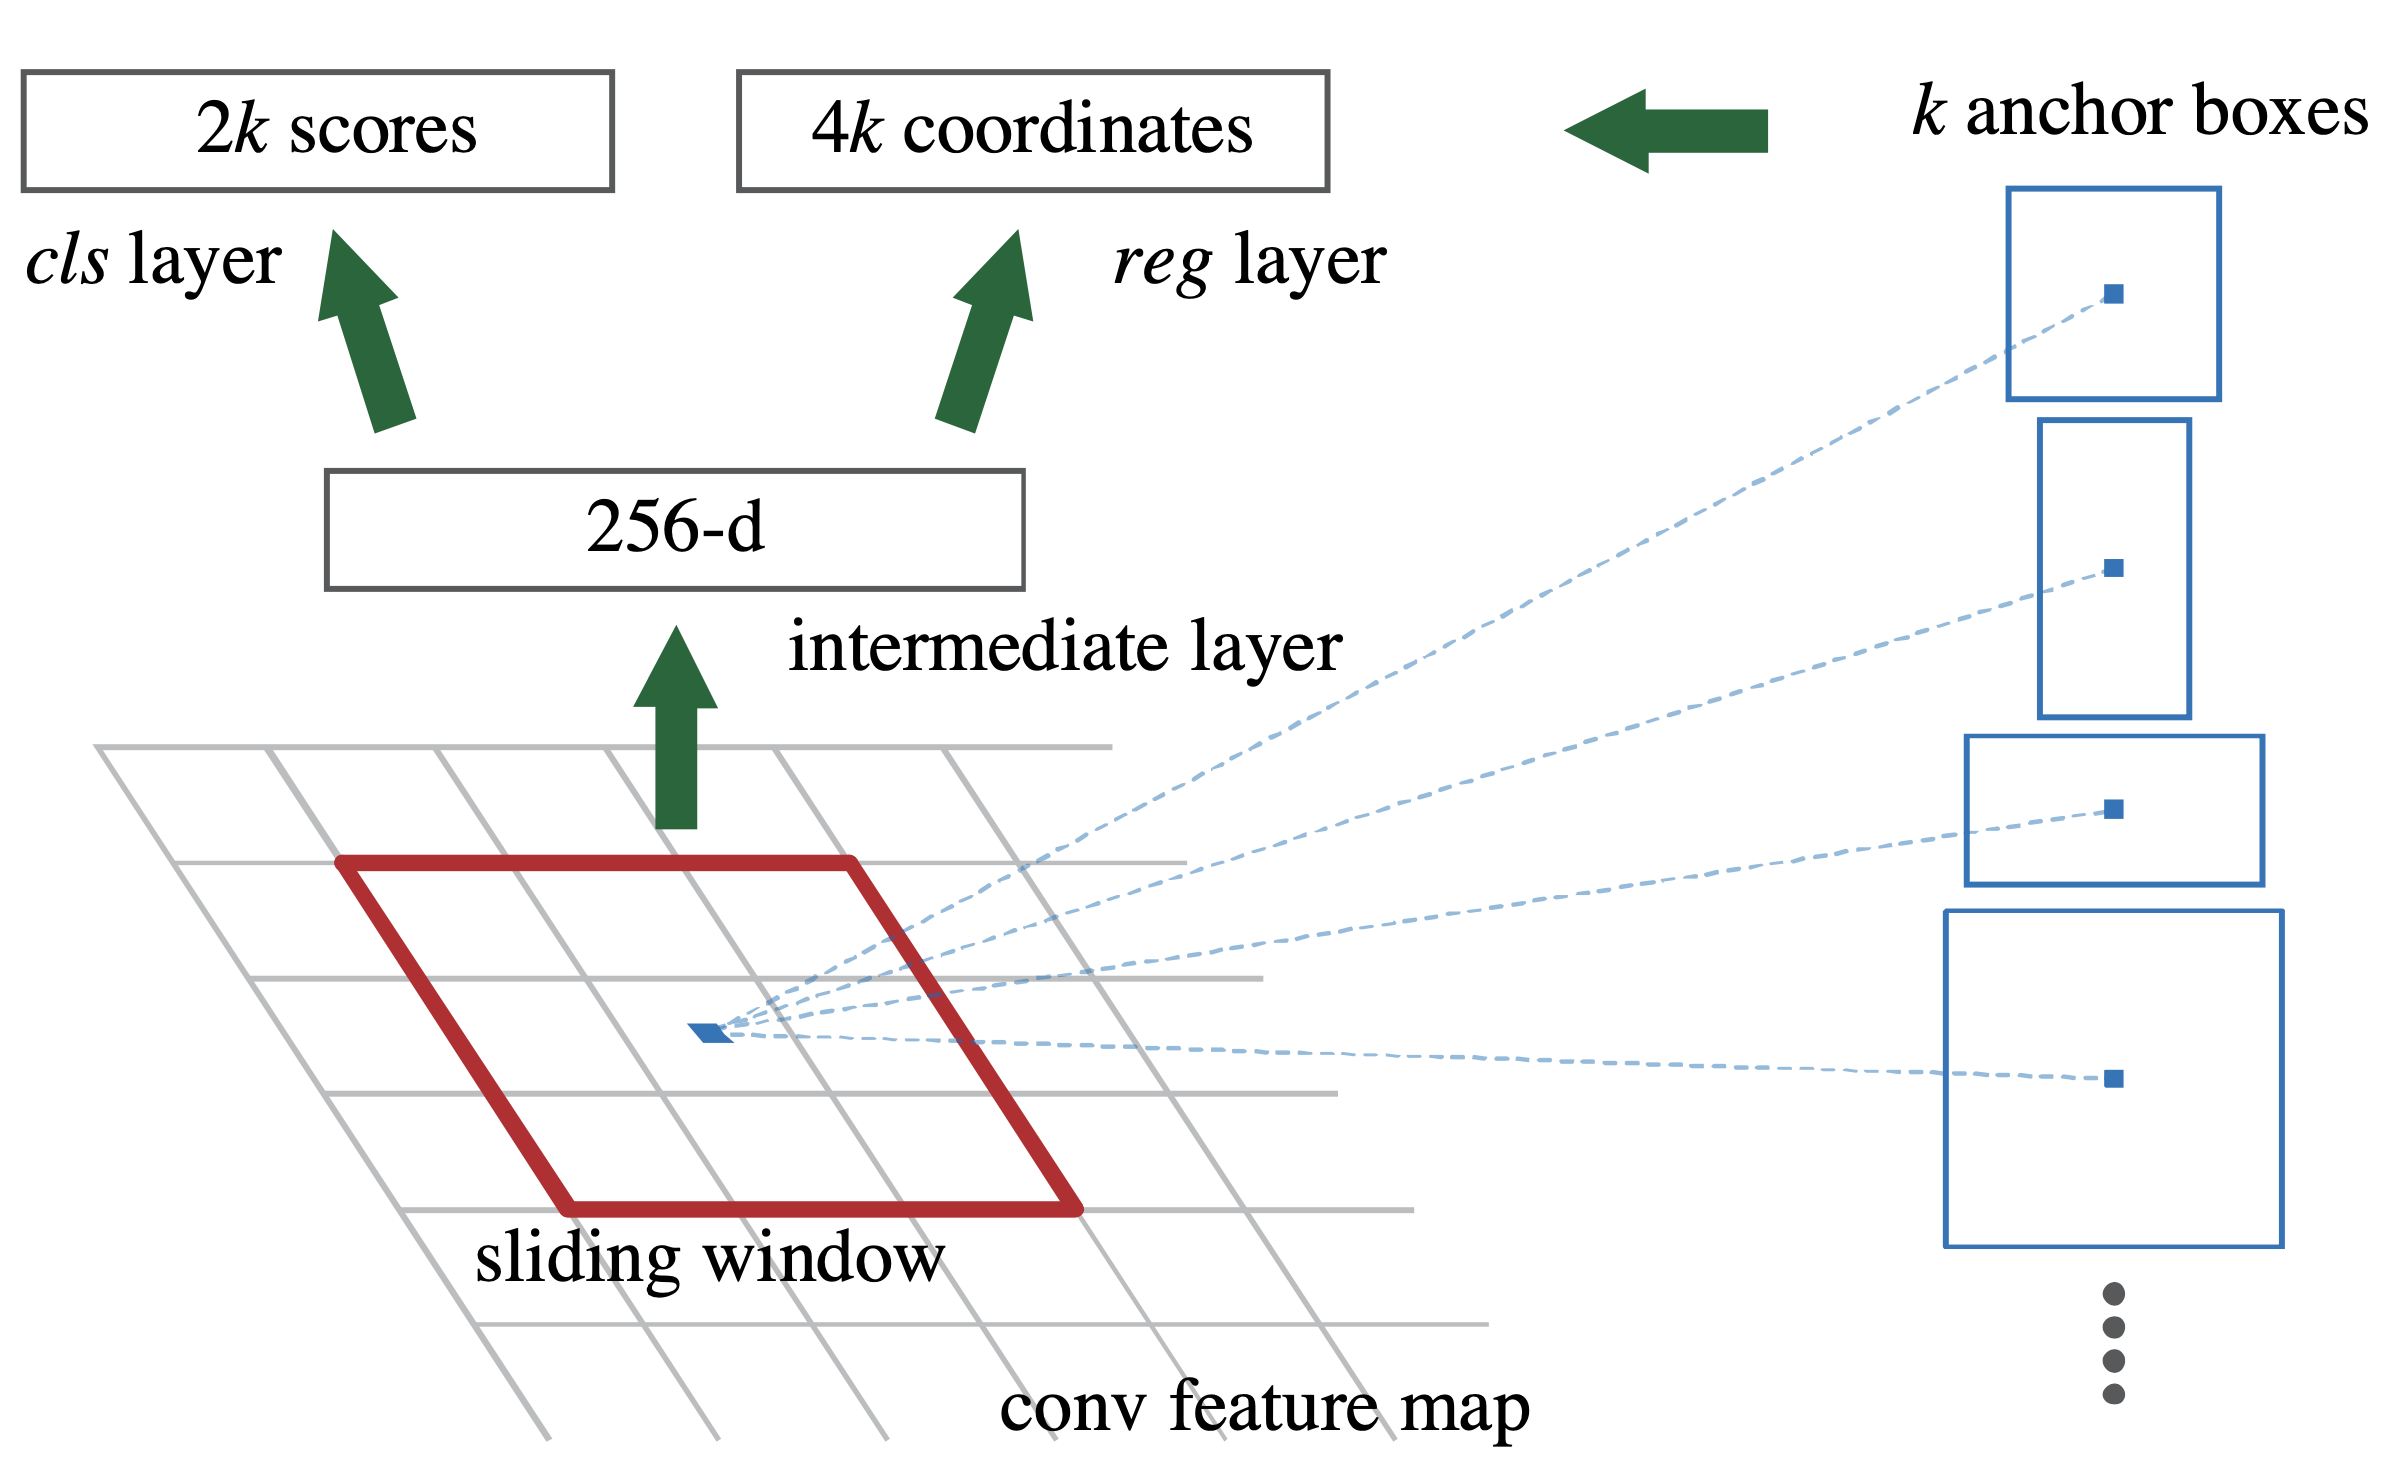 2k scores
4k coordinates
k anchor boxes
cls layer
reg layer
256-d
intermediate layer
sliding window
conv feature map